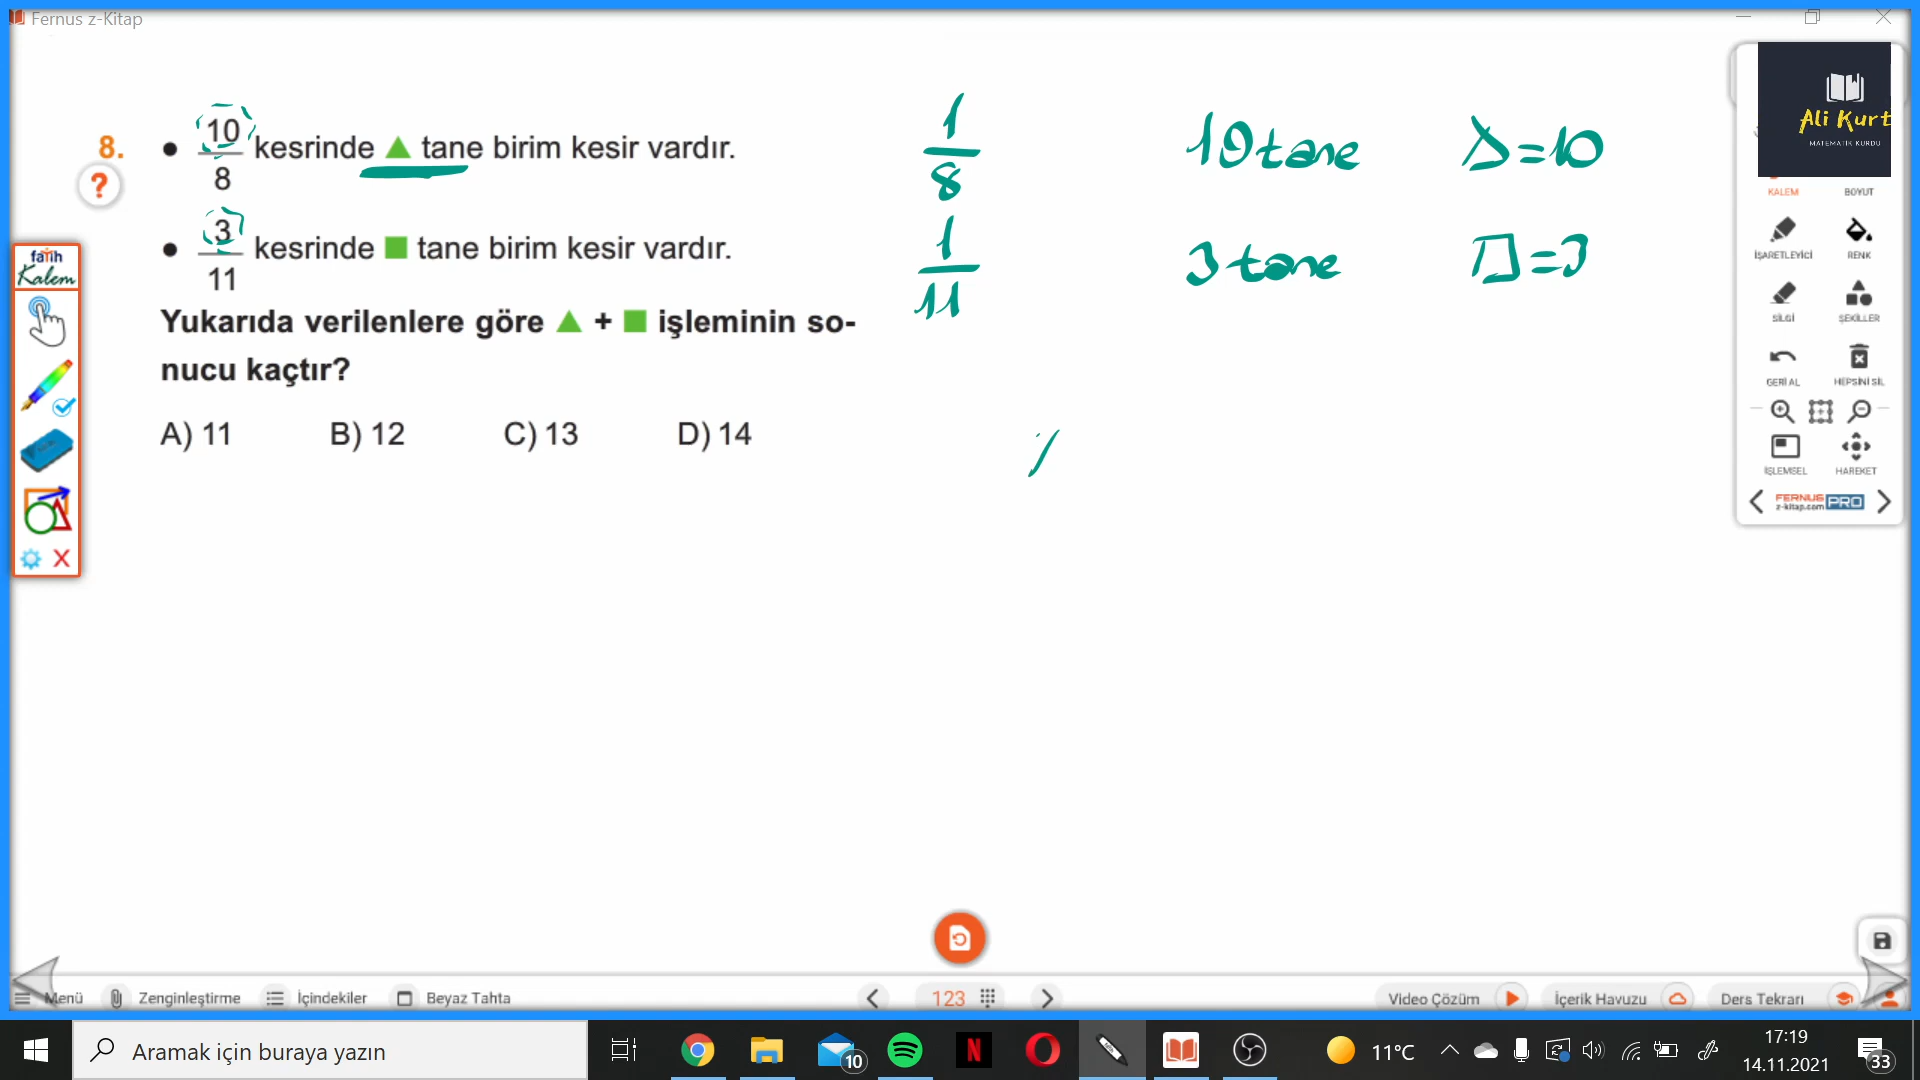 Fernus z-Kitap
8. • 10/8 kesrinde ▲ tane birim kesir vardır.
• 3/11 kesrinde ■ tane birim kesir vardır.
Yukarıda verilenlere göre ▲ + ■ işleminin so-
nucu kaçtır?
A) 11 B) 12 C) 13 D) 14
1/8 10 tane Δ=10
1/11 3 tane □=3
fatih
Kalem
Ali Kurt
MATEMATİK KURDU
KALEM BOYUT
İŞARETLEYİCİ RENK
SİLGİ ŞEKİLLER
GERİ AL HEPSİNİ SİL
İŞLEMSEL HAREKET
FERNUS PRO
z-kitap.com
Menü Zenginleştirme İçindekiler Beyaz Tahta 123 Video Çözüm İçerik Havuzu Ders Tekrarı
Aramak için buraya yazın 10 11°C 17:19
14.11.2021 33